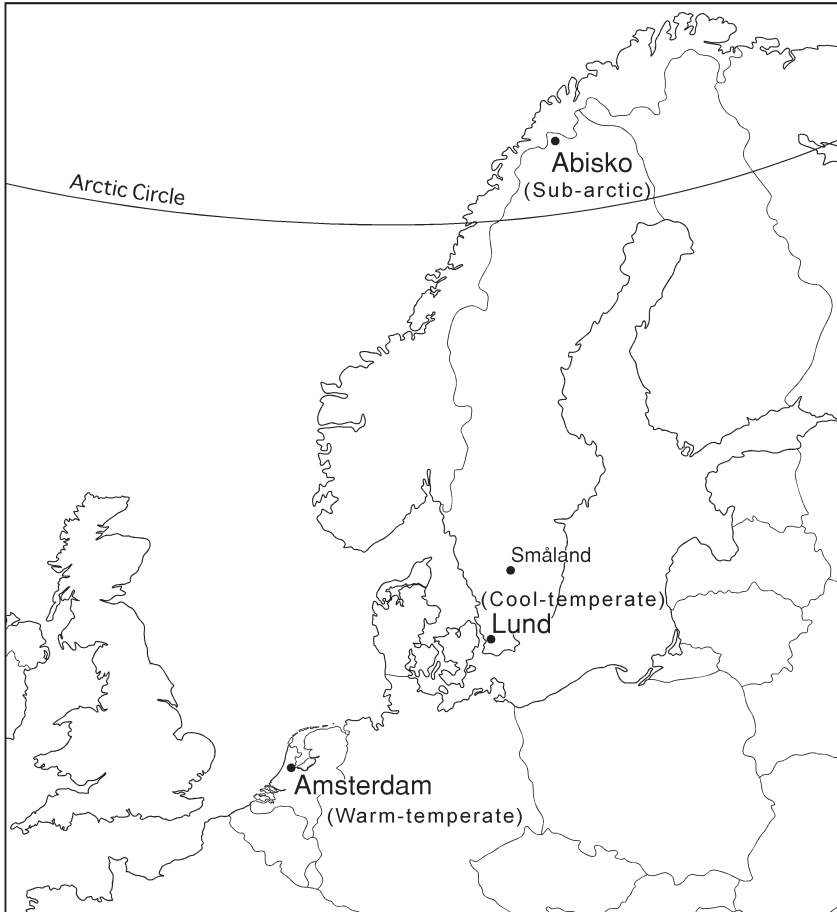 Abisko
(Sub-arctic)
Arctic Circle
Småland
(Cool-temperate)
Lund
Amsterdam
(Warm-temperate)